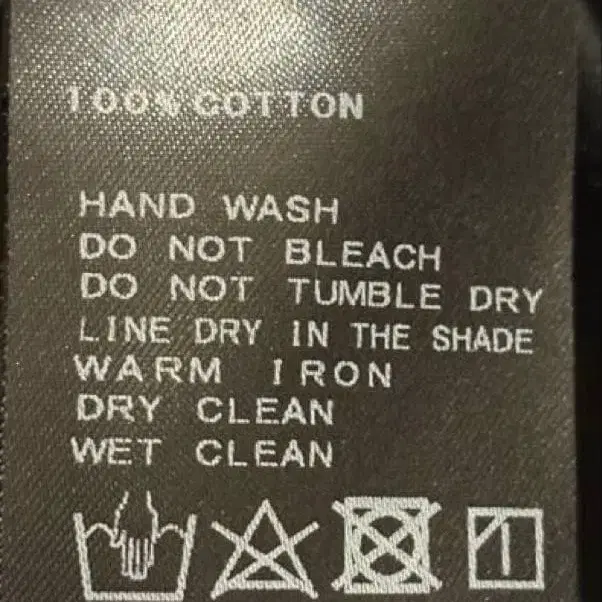 100% COTTON
HAND WASH
DO NOT BLEACH
DO NOT TUMBLE DRY
LINE DRY IN THE SHADE
WARM IRON
DRY CLEAN
WET CLEAN